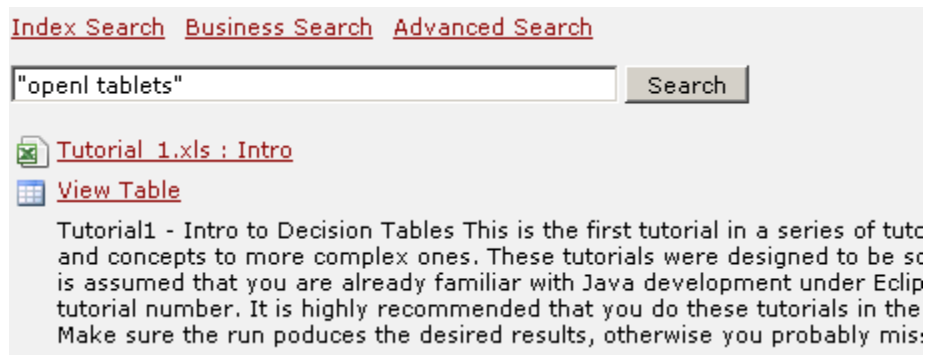 Index Search Business Search Advanced Search
"openl tablets" Search
Tutorial_1.xls : Intro
View Table
Tutorial1 - Intro to Decision Tables This is the first tutorial in a series of tuto
and concepts to more complex ones. These tutorials were designed to be so
is assumed that you are already familiar with Java development under Eclip
tutorial number. It is highly recommended that you do these tutorials in the
Make sure the run poduces the desired results, otherwise you probably mis